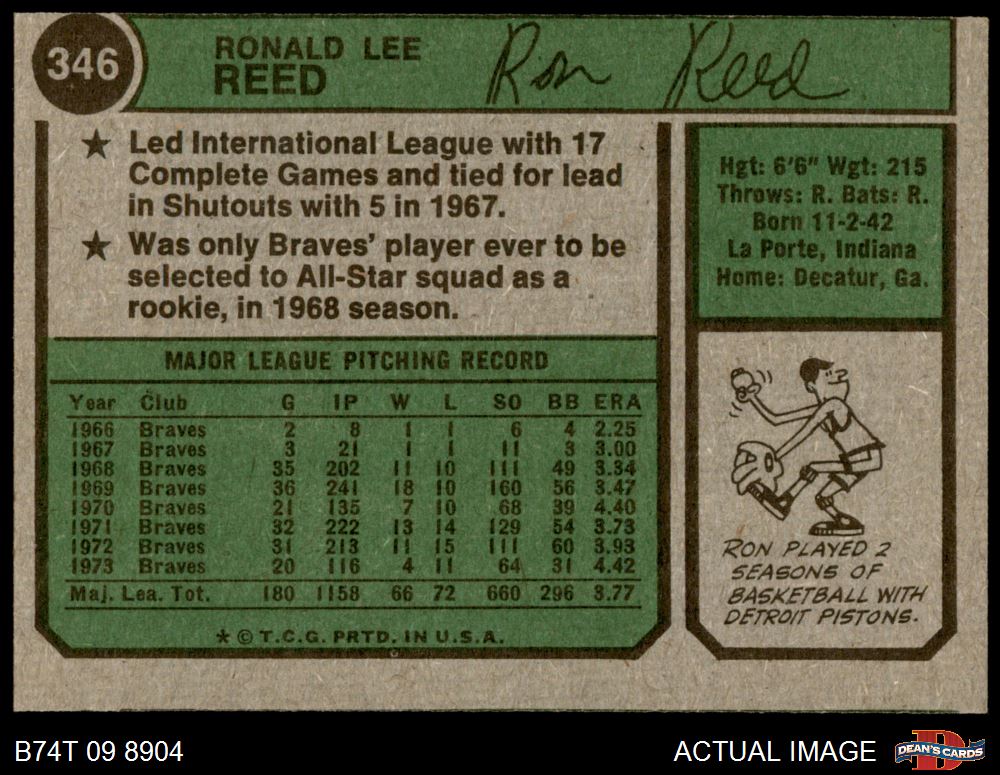 346
RONALD LEE
REED
Ron Reed
★ Led International League with 17
Complete Games and tied for lead
in Shutouts with 5 in 1967.
★ Was only Braves' player ever to be
selected to All-Star squad as a
rookie, in 1968 season.
Hgt: 6'6" Wgt: 215
Throws: R. Bats: R.
Born 11-2-42
La Porte, Indiana
Home: Decatur, Ga.
MAJOR LEAGUE PITCHING RECORD
Year Club G IP W L SO BB ERA
1966 Braves 2 8 1 1 6 4 2.25
1967 Braves 3 21 1 1 11 3 3.00
1968 Braves 35 202 11 10 111 49 3.34
1969 Braves 36 241 18 10 160 56 3.47
1970 Braves 21 135 7 10 68 39 4.40
1971 Braves 32 222 13 14 129 54 3.73
1972 Braves 31 213 11 15 111 60 3.93
1973 Braves 20 116 4 11 64 31 4.42
Maj. Lea. Tot. 180 1158 66 72 660 296 3.77
★ © T.C.G. PRTD. IN U.S.A.
RON PLAYED 2
SEASONS OF
BASKETBALL WITH
DETROIT PISTONS.
B74T 09 8904
ACTUAL IMAGE
D
DEAN'S CARDS